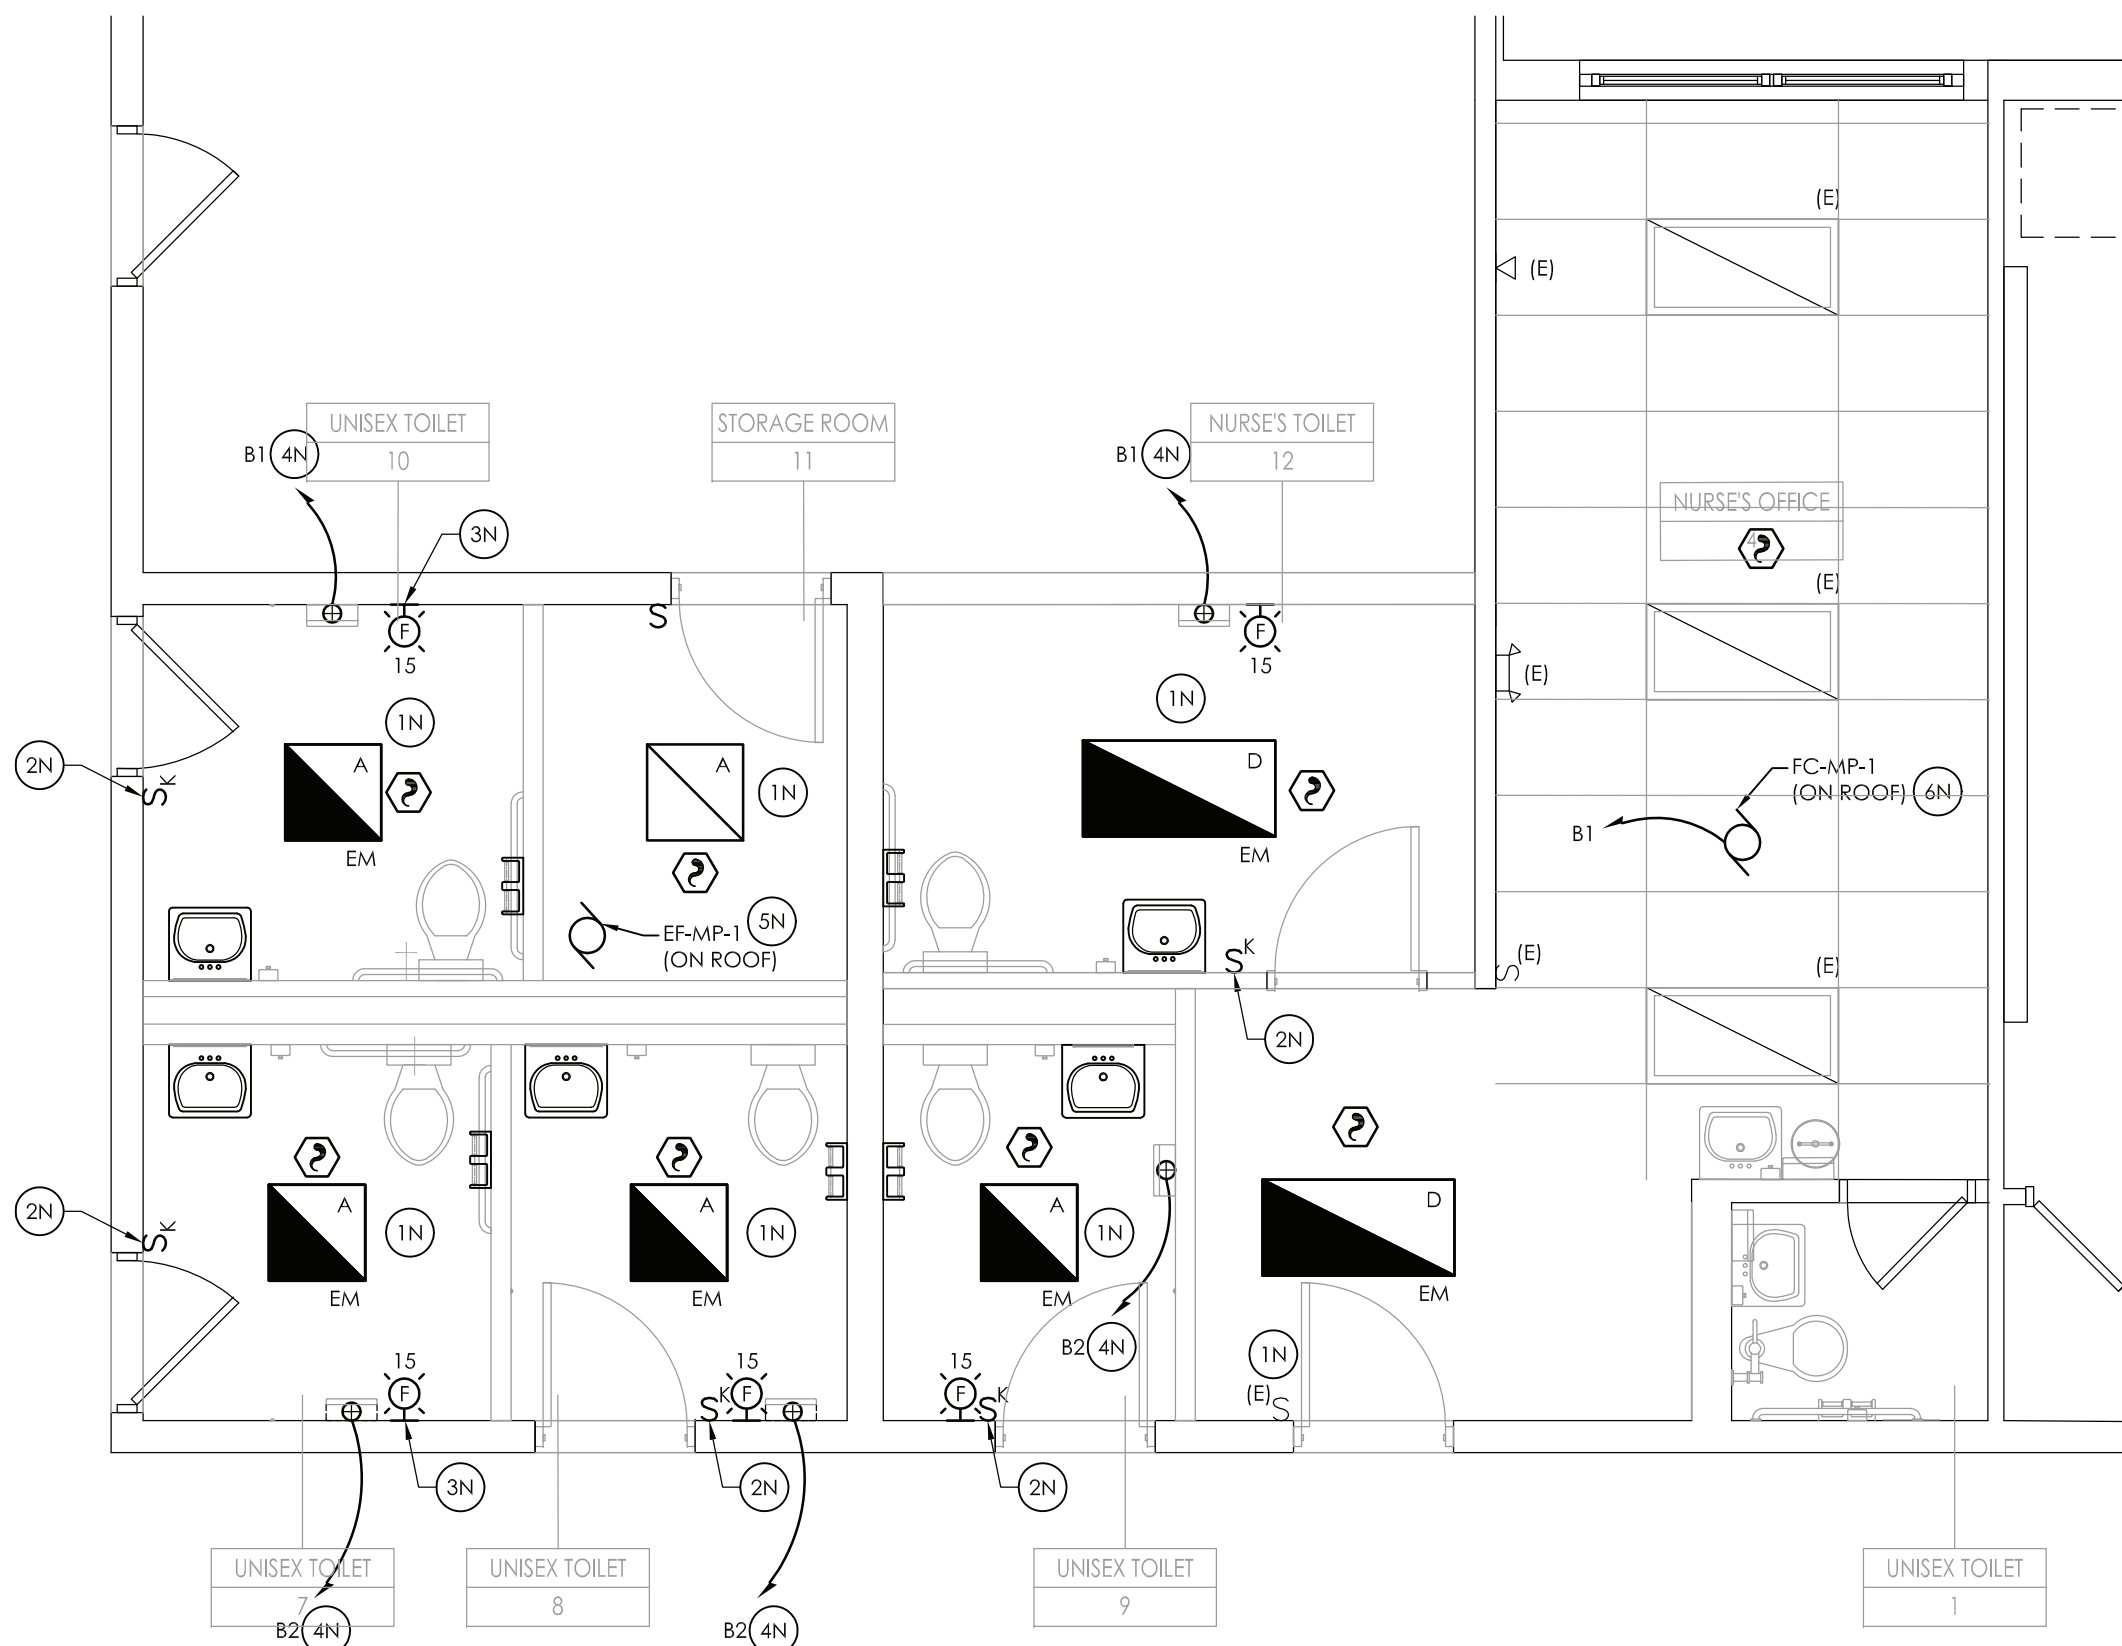 (E)
(E)
UNISEX TOILET
10
STORAGE ROOM
11
NURSE'S TOILET
12
B1 4N
B1 4N
NURSE'S OFFICE
4
3N
(E)
S
F
15
F
15
(E)
1N
1N
2N
S K
A
EM
A
1N
D
EM
FC-MP-1
(ON ROOF) 6N
B1
5N
EF-MP-1
(ON ROOF)
S K
S (E)
(E)
2N
2N
S K
A
1N
EM
A
1N
EM
A
1N
EM
D
EM
B2 4N
1N
(E)
S
15
F
15
F
S K
15
F
S K
3N
2N
2N
UNISEX TOILET
7
UNISEX TOILET
8
UNISEX TOILET
9
UNISEX TOILET
1
B2 4N
B2 4N